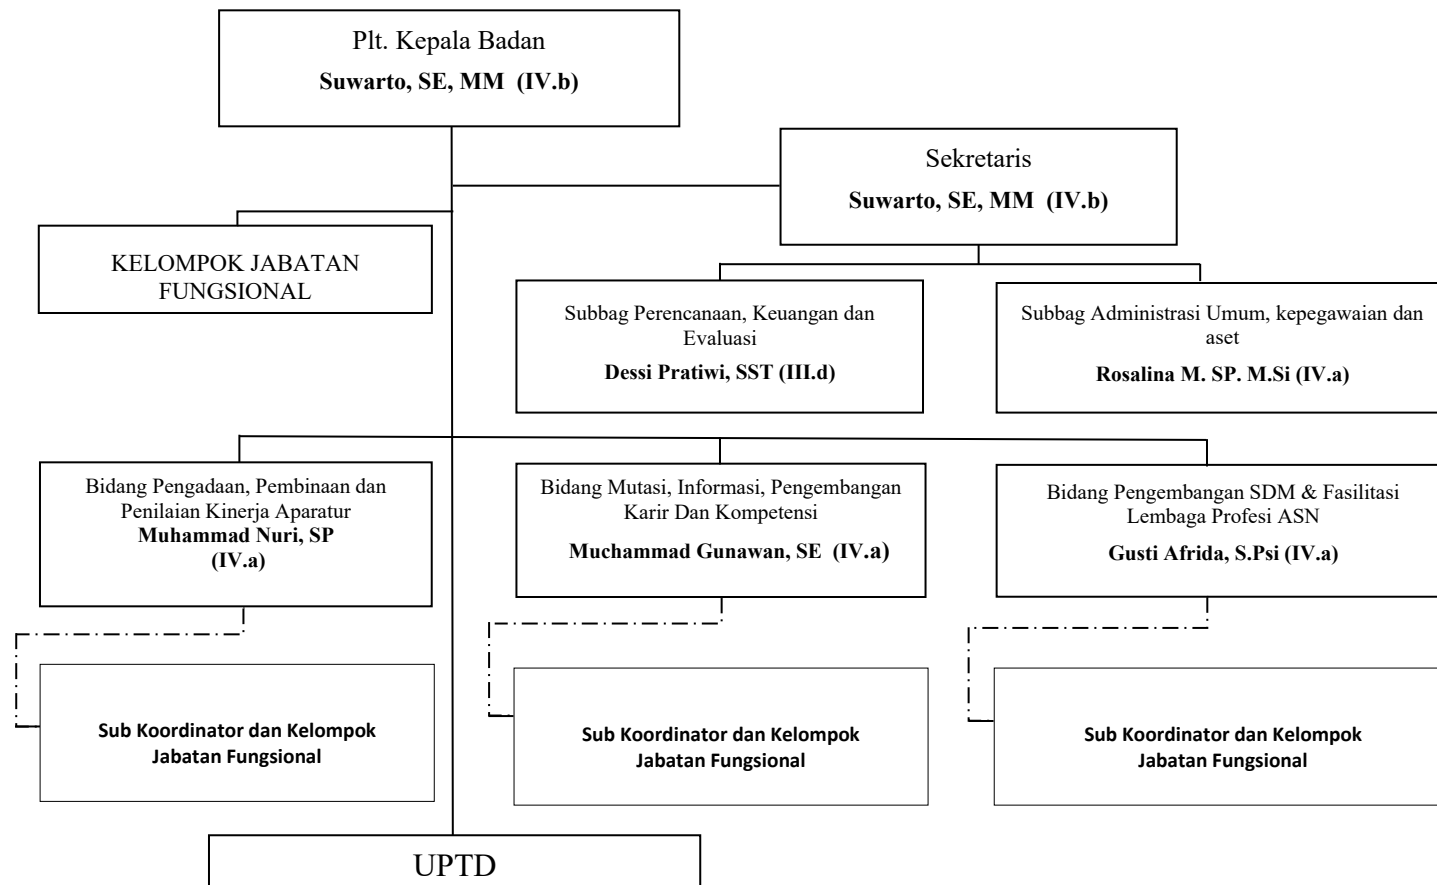 Plt. Kepala Badan
Suwarto, SE, MM (IV.b)
Sekretaris
Suwarto, SE, MM (IV.b)
KELOMPOK JABATAN
FUNGSIONAL
Subbag Perencanaan, Keuangan dan
Evaluasi
Dessi Pratiwi, SST (III.d)
Subbag Administrasi Umum, kepegawaian dan
aset
Rosalina M. SP. M.Si (IV.a)
Bidang Pengadaan, Pembinaan dan
Penilaian Kinerja Aparatur
Muhammad Nuri, SP
(IV.a)
Bidang Mutasi, Informasi, Pengembangan
Karir Dan Kompetensi
Muchammad Gunawan, SE (IV.a)
Bidang Pengembangan SDM & Fasilitasi
Lembaga Profesi ASN
Gusti Afrida, S.Psi (IV.a)
Sub Koordinator dan Kelompok
Jabatan Fungsional
Sub Koordinator dan Kelompok
Jabatan Fungsional
Sub Koordinator dan Kelompok
Jabatan Fungsional
UPTD